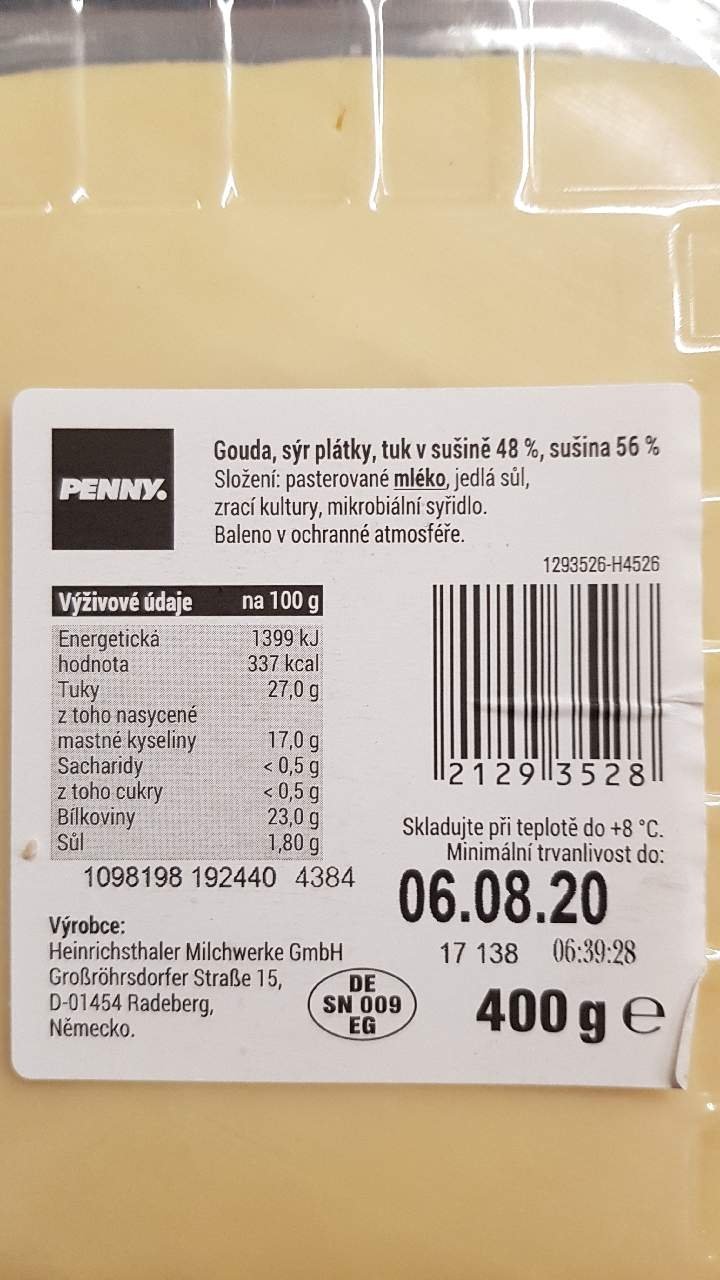 PENNY.
Gouda, sýr plátky, tuk v sušině 48 %, sušina 56 %
Složení: pasterované mléko, jedlá sůl,
zrací kultury, mikrobiální syřidlo.
Baleno v ochranné atmosféře.
1293526-H4526
Výživové údaje na 100 g
Energetická 1399 kJ
hodnota 337 kcal
Tuky 27,0 g
z toho nasycené
mastné kyseliny 17,0 g
Sacharidy < 0,5 g
z toho cukry < 0,5 g
Bílkoviny 23,0 g
Sůl 1,80 g
1098198 192440 4384
2129 3528
Skladujte při teplotě do +8 °C.
Minimální trvanlivost do:
06.08.20
17 138 06:39:28
400 g e
Výrobce:
Heinrichsthaler Milchwerke GmbH
Großröhrsdorfer Straße 15,
D-01454 Radeberg,
Německo.
DE
SN 009
EG